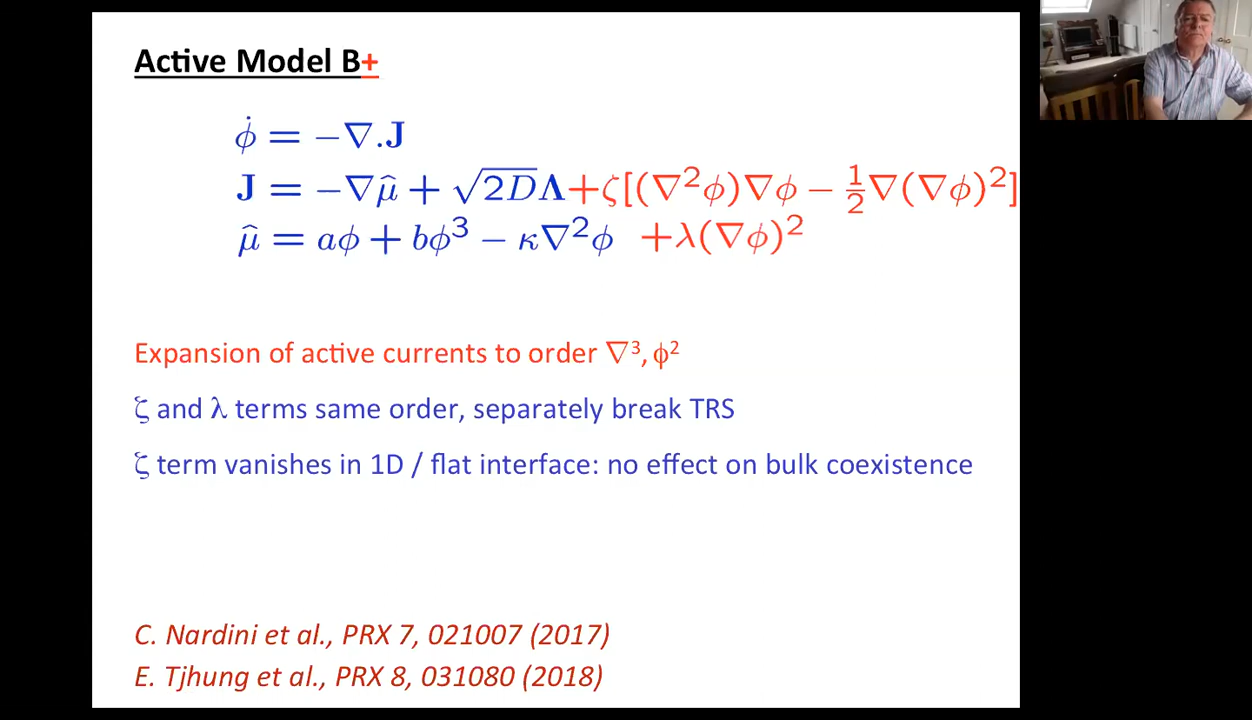 Active Model B+
ϕ̇ = −∇.J
J = −∇μ̂ + √2D Λ +ζ[(∇²ϕ)∇ϕ − ½∇(∇ϕ)²]
μ̂ = aϕ + bϕ³ − κ∇²ϕ +λ(∇ϕ)²
Expansion of active currents to order ∇³, ϕ²
ζ and λ terms same order, separately break TRS
ζ term vanishes in 1D / flat interface: no effect on bulk coexistence
C. Nardini et al., PRX 7, 021007 (2017)
E. Tjhung et al., PRX 8, 031080 (2018)